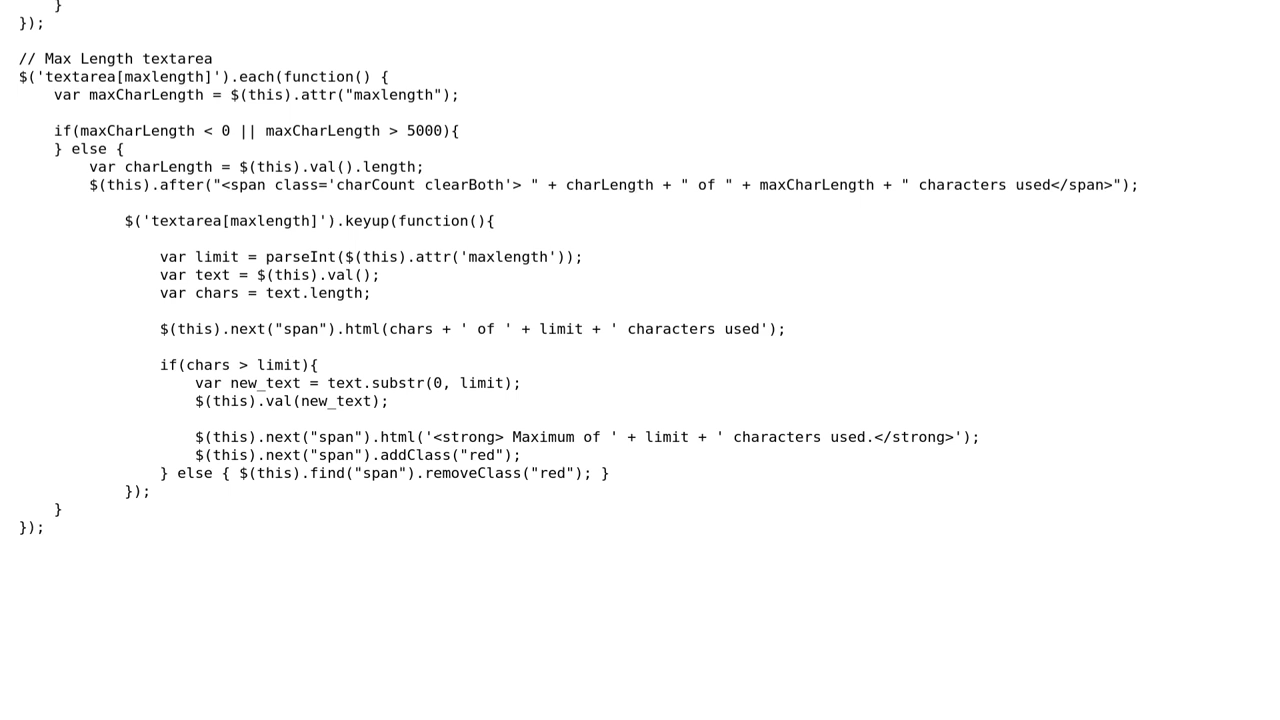 }
});

// Max Length textarea
$('textarea[maxlength]').each(function() {
    var maxCharLength = $(this).attr("maxlength");

    if(maxCharLength < 0 || maxCharLength > 5000){
    } else {
        var charLength = $(this).val().length;
        $(this).after("<span class='charCount clearBoth'> " + charLength + " of " + maxCharLength + " characters used</span>");

            $('textarea[maxlength]').keyup(function(){

                var limit = parseInt($(this).attr('maxlength'));
                var text = $(this).val();
                var chars = text.length;

                $(this).next("span").html(chars + ' of ' + limit + ' characters used');

                if(chars > limit){
                    var new_text = text.substr(0, limit);
                    $(this).val(new_text);

                    $(this).next("span").html('<strong> Maximum of ' + limit + ' characters used.</strong>');
                    $(this).next("span").addClass("red");
                } else { $(this).find("span").removeClass("red"); }
            });
    }
});